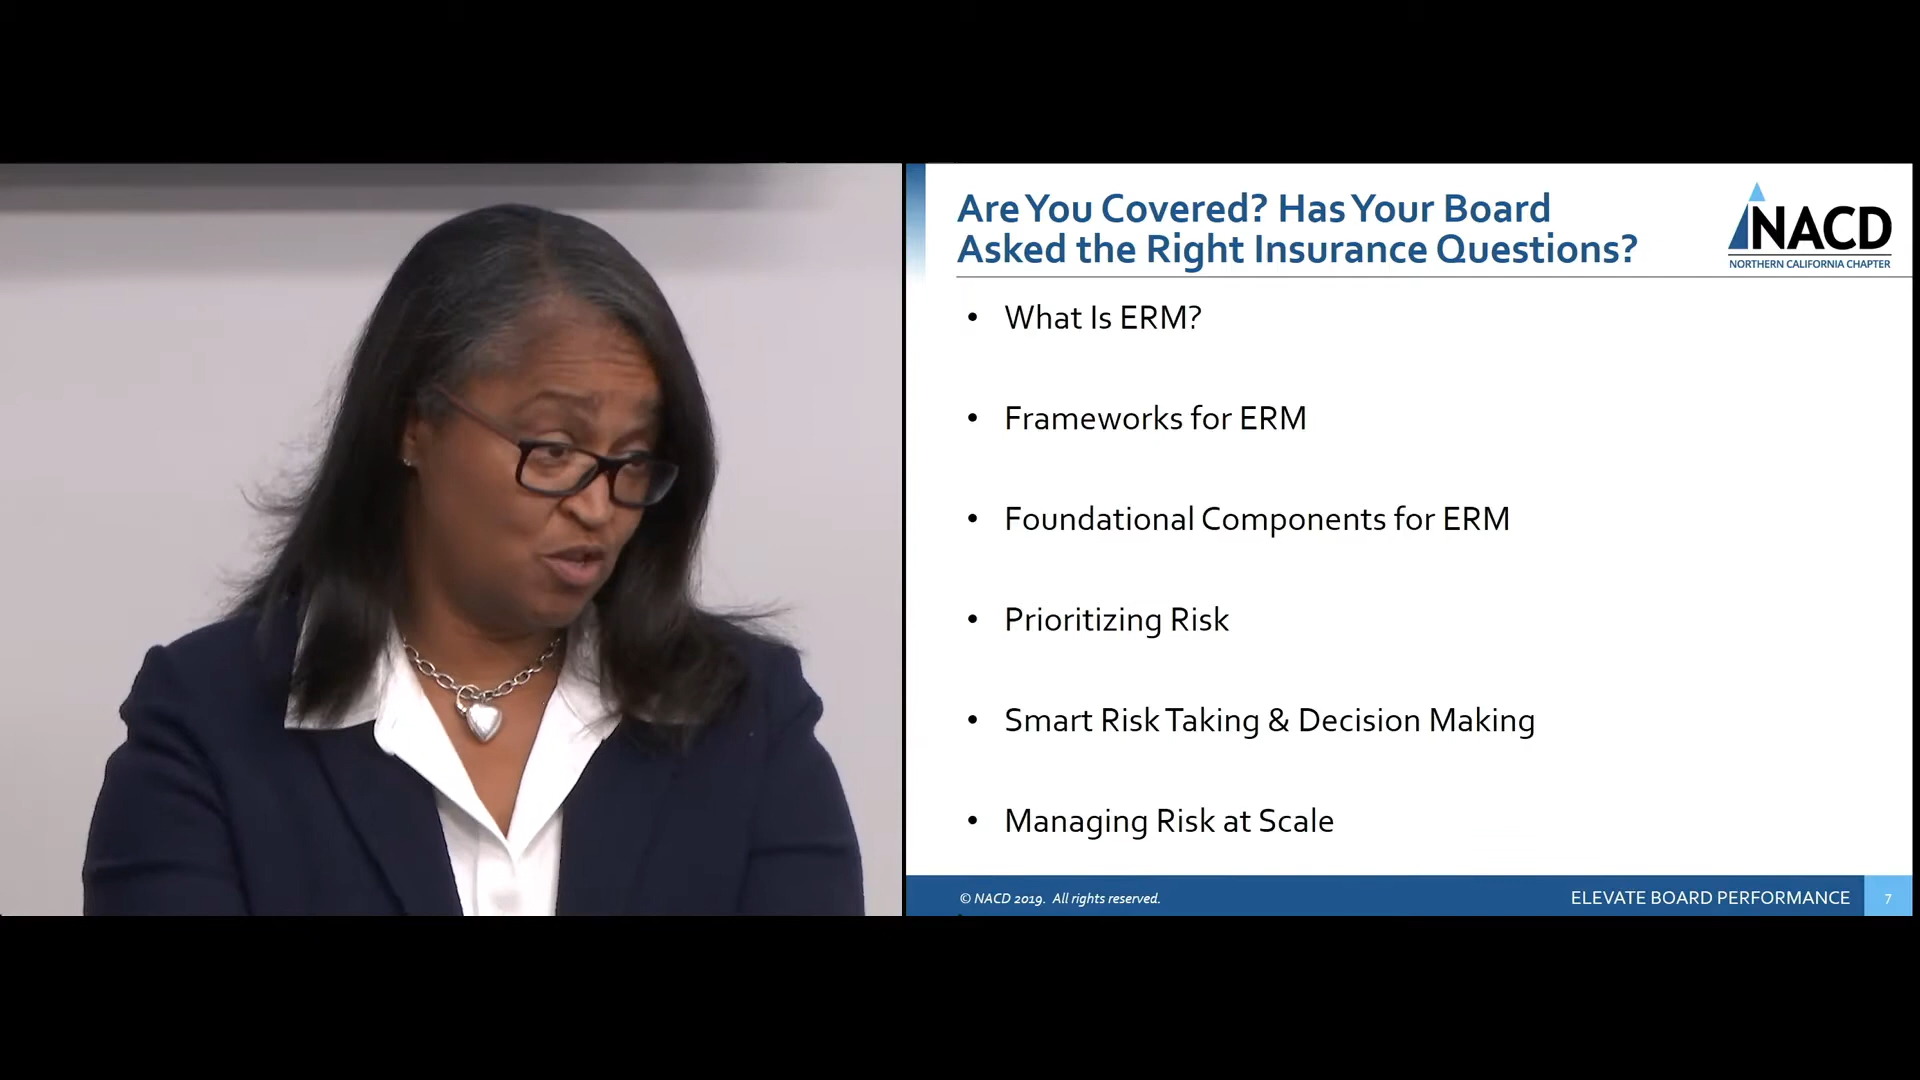 Are You Covered? Has Your Board
Asked the Right Insurance Questions?
NACD
NORTHERN CALIFORNIA CHAPTER
• What Is ERM?
• Frameworks for ERM
• Foundational Components for ERM
• Prioritizing Risk
• Smart Risk Taking & Decision Making
• Managing Risk at Scale
© NACD 2019. All rights reserved.
ELEVATE BOARD PERFORMANCE 7